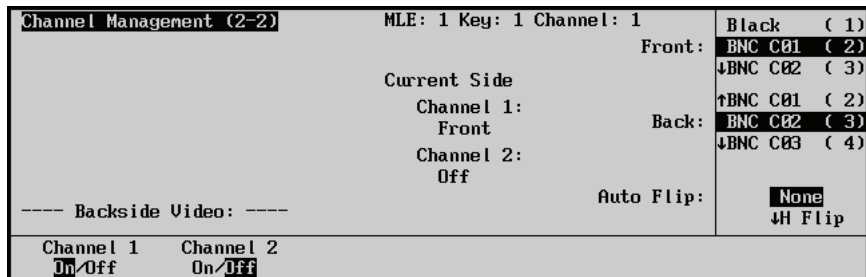 Channel Management (2-2)
MLE: 1 Key: 1 Channel: 1
Front:
Black ( 1)
BNC C01 ( 2)
↓BNC C02 ( 3)
Current Side
Channel 1:
Front
Channel 2:
Off
Back:
↑BNC C01 ( 2)
BNC C02 ( 3)
↓BNC C03 ( 4)
Auto Flip:
None
↓H Flip
---- Backside Video: ----
Channel 1
On/Off
Channel 2
On/Off